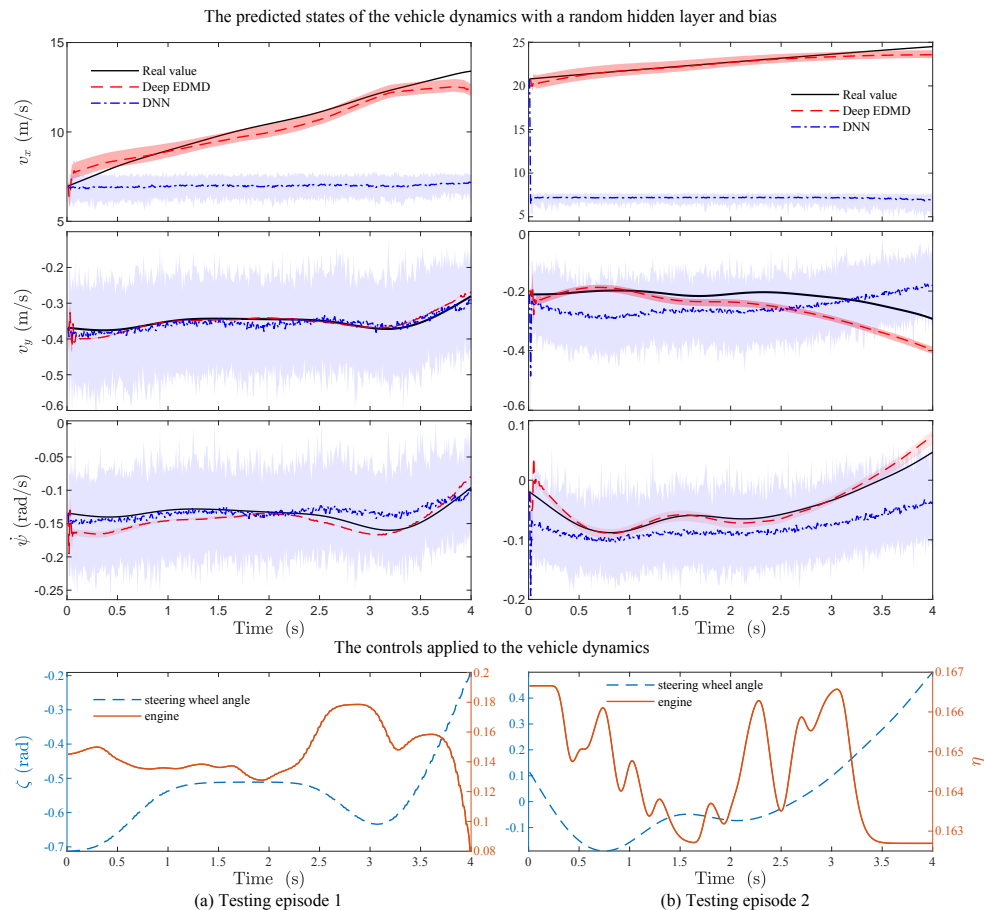 The predicted states of the vehicle dynamics with a random hidden layer and bias
15
10
5
v_x (m/s)
Real value
Deep EDMD
DNN
25
20
15
10
5
Real value
Deep EDMD
DNN
-0.2
-0.3
-0.4
-0.5
-0.6
v_y (m/s)
0
-0.2
-0.4
-0.6
0
-0.05
-0.1
-0.15
-0.2
-0.25
ψ̇ (rad/s)
0 0.5 1 1.5 2 2.5 3 3.5 4
Time (s)
0.1
0
-0.1
-0.2
0 0.5 1 1.5 2 2.5 3 3.5 4
Time (s)
The controls applied to the vehicle dynamics
-0.2
-0.3
-0.4
-0.5
-0.6
-0.7
ζ (rad)
steering wheel angle
engine
0.2
0.18
0.16
0.14
0.12
0.1
0.08
0 0.5 1 1.5 2 2.5 3 3.5 4
Time (s)
(a) Testing episode 1
0.4
0.3
0.2
0.1
0
-0.1
steering wheel angle
engine
0.167
0.166
0.165
0.164
0.163
η
0 0.5 1 1.5 2 2.5 3 3.5 4
Time (s)
(b) Testing episode 2